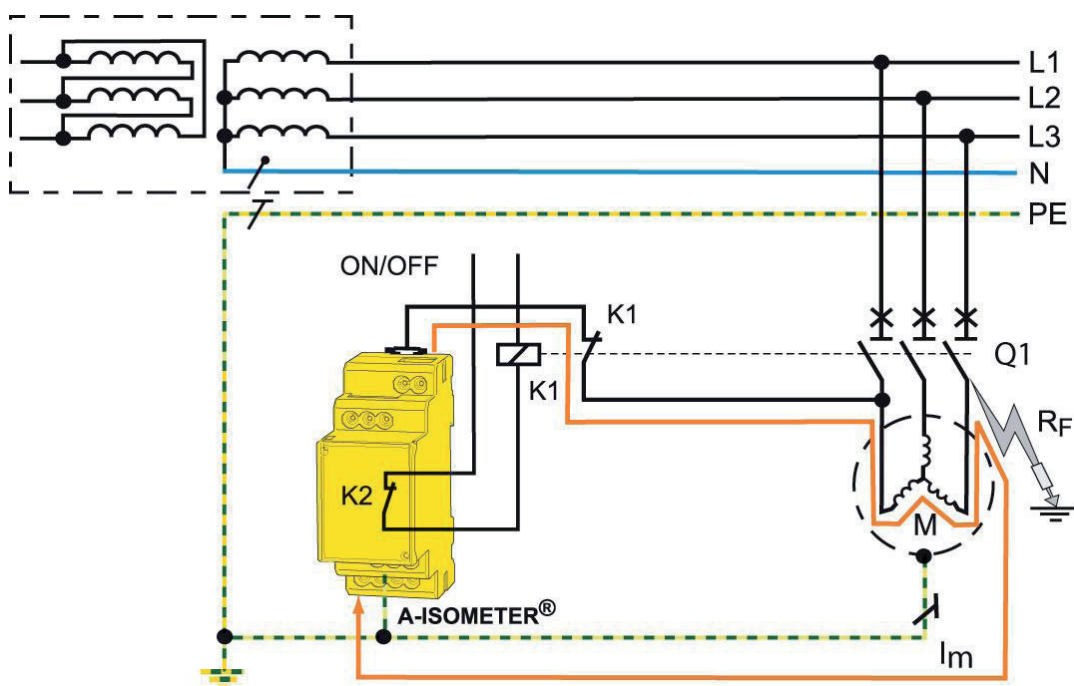 L1
L2
L3
N
PE
ON/OFF
K1
Q1
K1
RF
K2
M
A-ISOMETER®
Im